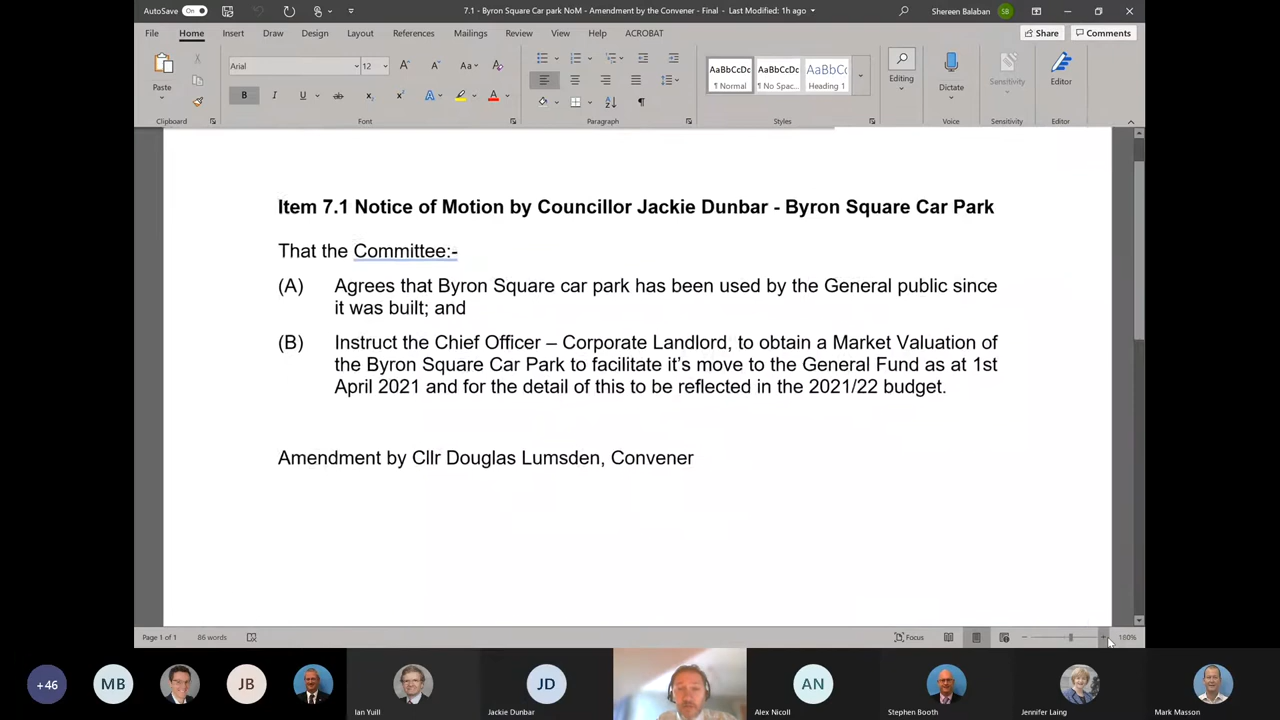 AutoSave On
7.1 - Byron Square Car park NoM - Amendment by the Convener - Final - Last Modified: 1h ago
Shereen Balaban SB
File Home Insert Draw Design Layout References Mailings Review View Help ACROBAT
Share Comments
Arial 12
AaBbCcDc AaBbCcDc AaBbCc
Paste
¶ Normal ¶ No Spac... Heading 1
Editing Dictate Sensitivity Editor
Clipboard Font Paragraph Styles Voice Sensitivity Editor
Item 7.1 Notice of Motion by Councillor Jackie Dunbar - Byron Square Car Park
That the Committee:-
(A) Agrees that Byron Square car park has been used by the General public since
it was built; and
(B) Instruct the Chief Officer – Corporate Landlord, to obtain a Market Valuation of
the Byron Square Car Park to facilitate it's move to the General Fund as at 1st
April 2021 and for the detail of this to be reflected in the 2021/22 budget.
Amendment by Cllr Douglas Lumsden, Convener
Page 1 of 1 86 words
Focus
160%
+46 MB JB JD AN
Ian Yuill Jackie Dunbar Alex Nicoll Stephen Booth Jennifer Laing Mark Masson